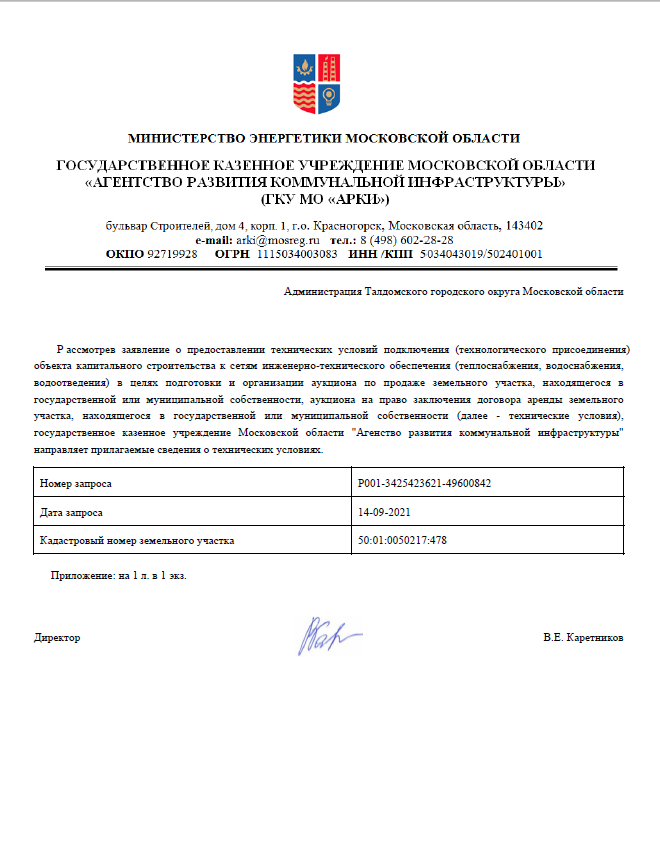 МИНИСТЕРСТВО ЭНЕРГЕТИКИ МОСКОВСКОЙ ОБЛАСТИ
ГОСУДАРСТВЕННОЕ КАЗЕННОЕ УЧРЕЖДЕНИЕ МОСКОВСКОЙ ОБЛАСТИ
«АГЕНТСТВО РАЗВИТИЯ КОММУНАЛЬНОЙ ИНФРАСТРУКТУРЫ»
(ГКУ МО «АРКИ»)
бульвар Строителей, дом 4, корп. 1, г.о. Красногорск, Московская область, 143402
e-mail: arki@mosreg.ru тел.: 8 (498) 602-28-28
ОКПО 92719928 ОГРН 1115034003083 ИНН /КПП 5034043019/502401001
Администрация Талдомского городского округа Московской области
Рассмотрев заявление о предоставлении технических условий подключения (технологического присоединения)
объекта капитального строительства к сетям инженерно-технического обеспечения (теплоснабжения, водоснабжения,
водоотведения) в целях подготовки и организации аукциона по продаже земельного участка, находящегося в
государственной или муниципальной собственности, аукциона на право заключения договора аренды земельного
участка, находящегося в государственной или муниципальной собственности (далее - технические условия),
государственное казенное учреждение Московской области "Агенство развития коммунальной инфраструктуры"
направляет прилагаемые сведения о технических условиях.
Номер запроса P001-3425423621-49600842
Дата запроса 14-09-2021
Кадастровый номер земельного участка 50:01:0050217:478
Приложение: на 1 л. в 1 экз.
Директор В.Е. Каретников